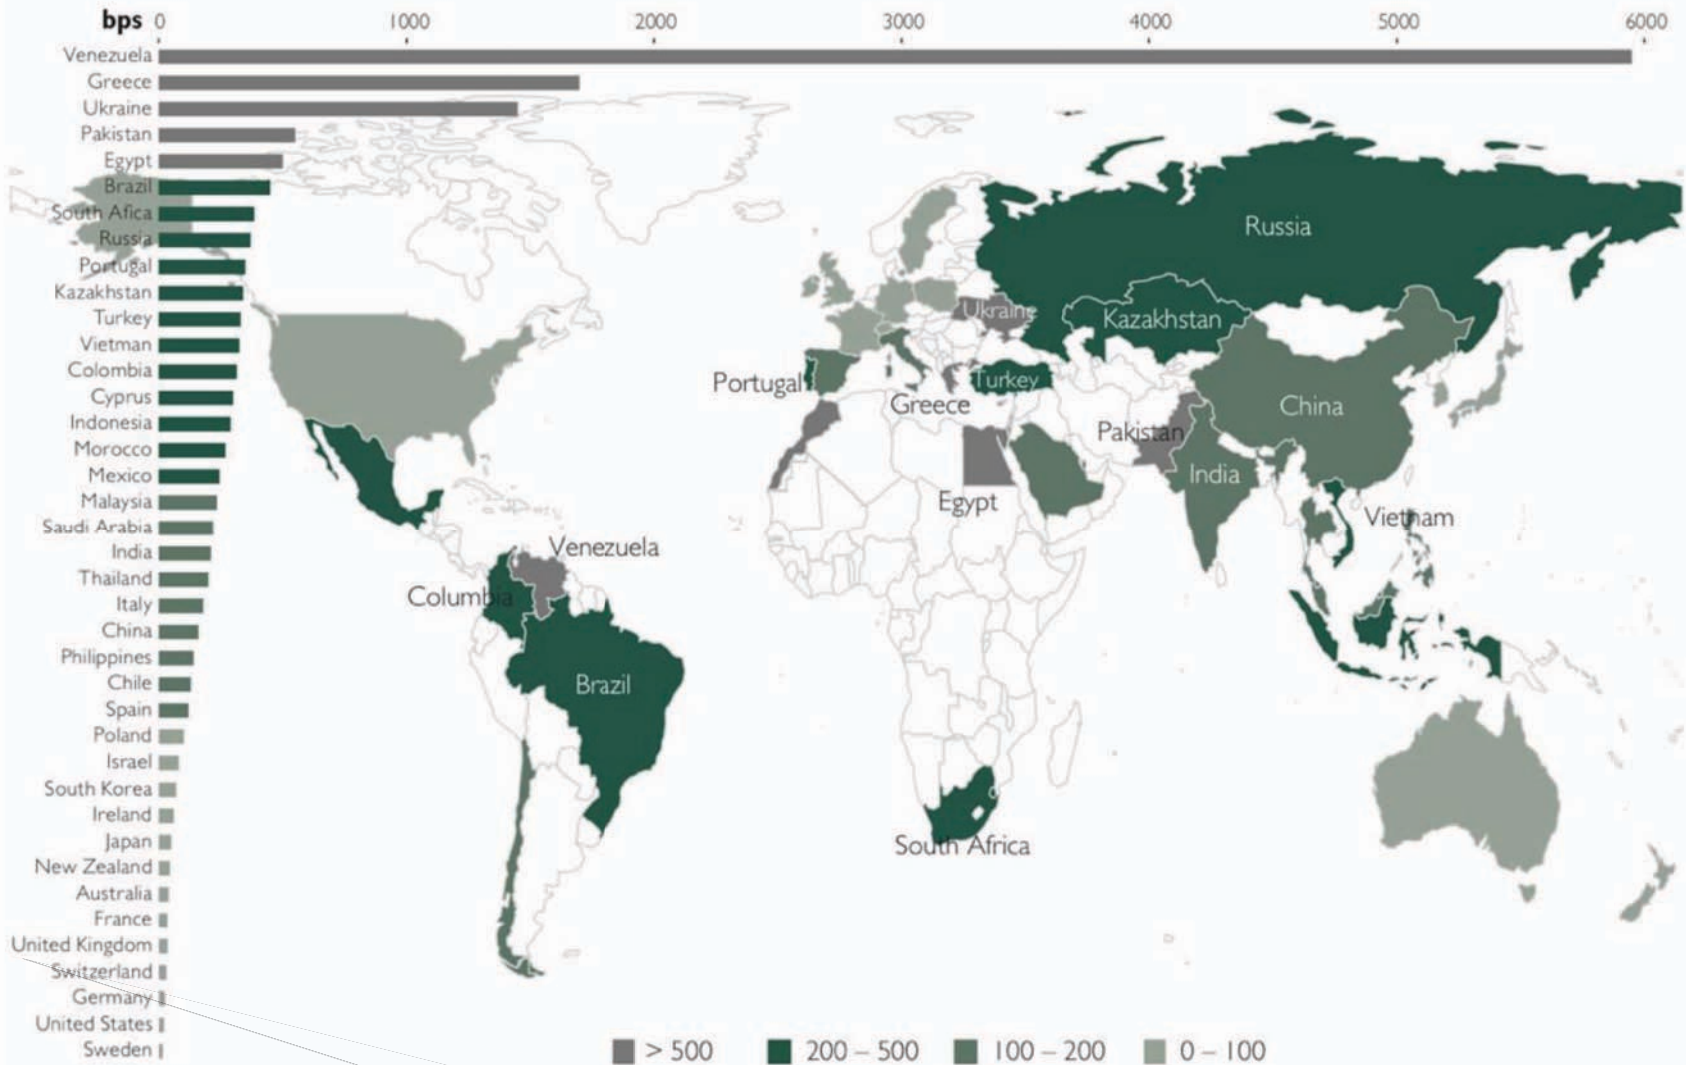 bps 0 1000 2000 3000 4000 5000 6000
Venezuela
Greece
Ukraine
Pakistan
Egypt
Brazil
South Afica
Russia
Portugal
Kazakhstan
Turkey
Vietman
Colombia
Cyprus
Indonesia
Morocco
Mexico
Malaysia
Saudi Arabia
India
Thailand
Italy
China
Philippines
Chile
Spain
Poland
Israel
South Korea
Ireland
Japan
New Zealand
Australia
France
United Kingdom
Switzerland
Germany
United States
Sweden
Russia
Ukraine
Kazakhstan
Portugal
Turkey
Greece
China
Pakistan
India
Egypt
Vietnam
Venezuela
Columbia
Brazil
South Africa
> 500
200 – 500
100 – 200
0 – 100